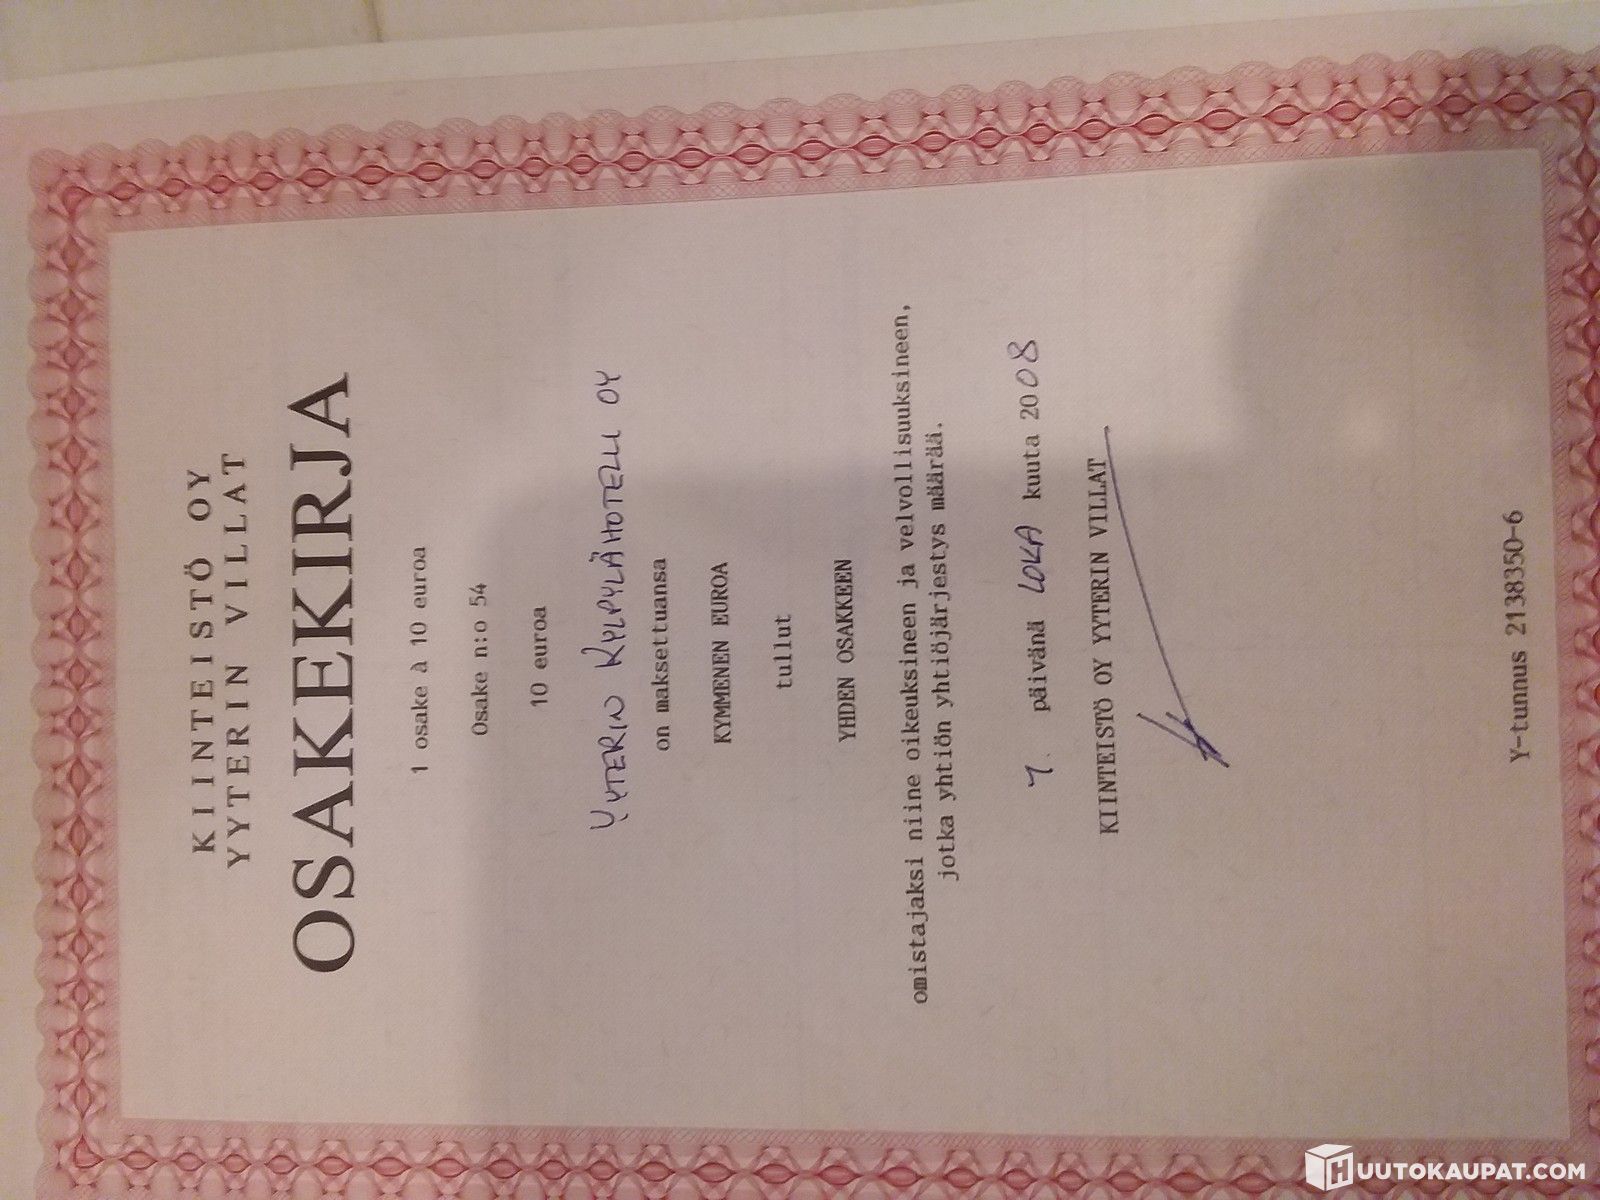 KIINTEISTÖ OY
YYTERIN VILLAT
OSAKEKIRJA
1 osake à 10 euroa
Osake n:o 54
10 euroa
YYTERIN KYLPYLÄHOTELLI OY
on maksettuansa
KYMMENEN EUROA
tullut
YHDEN OSAKKEEN
omistajaksi niine oikeuksineen ja velvollisuuksineen,
jotka yhtiön yhtiöjärjestys määrää.
7. päivänä LOKA kuuta 2008
KIINTEISTÖ OY YYTERIN VILLAT
Y-tunnus 2138350-6
HUUTOKAUPAT.COM